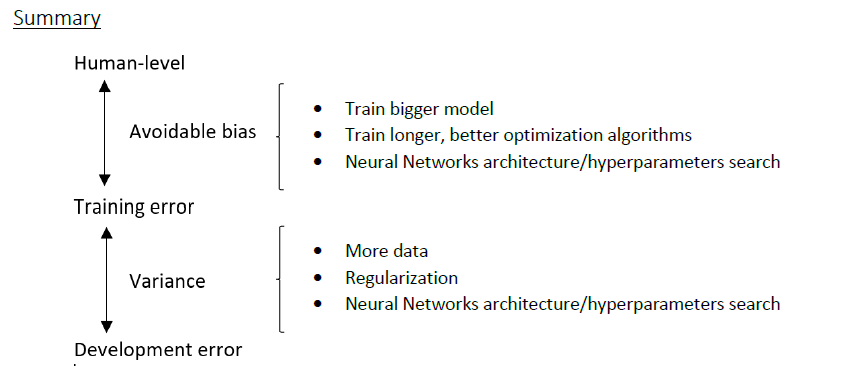 Summary
Human-level
Avoidable bias
• Train bigger model
• Train longer, better optimization algorithms
• Neural Networks architecture/hyperparameters search
Training error
Variance
• More data
• Regularization
• Neural Networks architecture/hyperparameters search
Development error